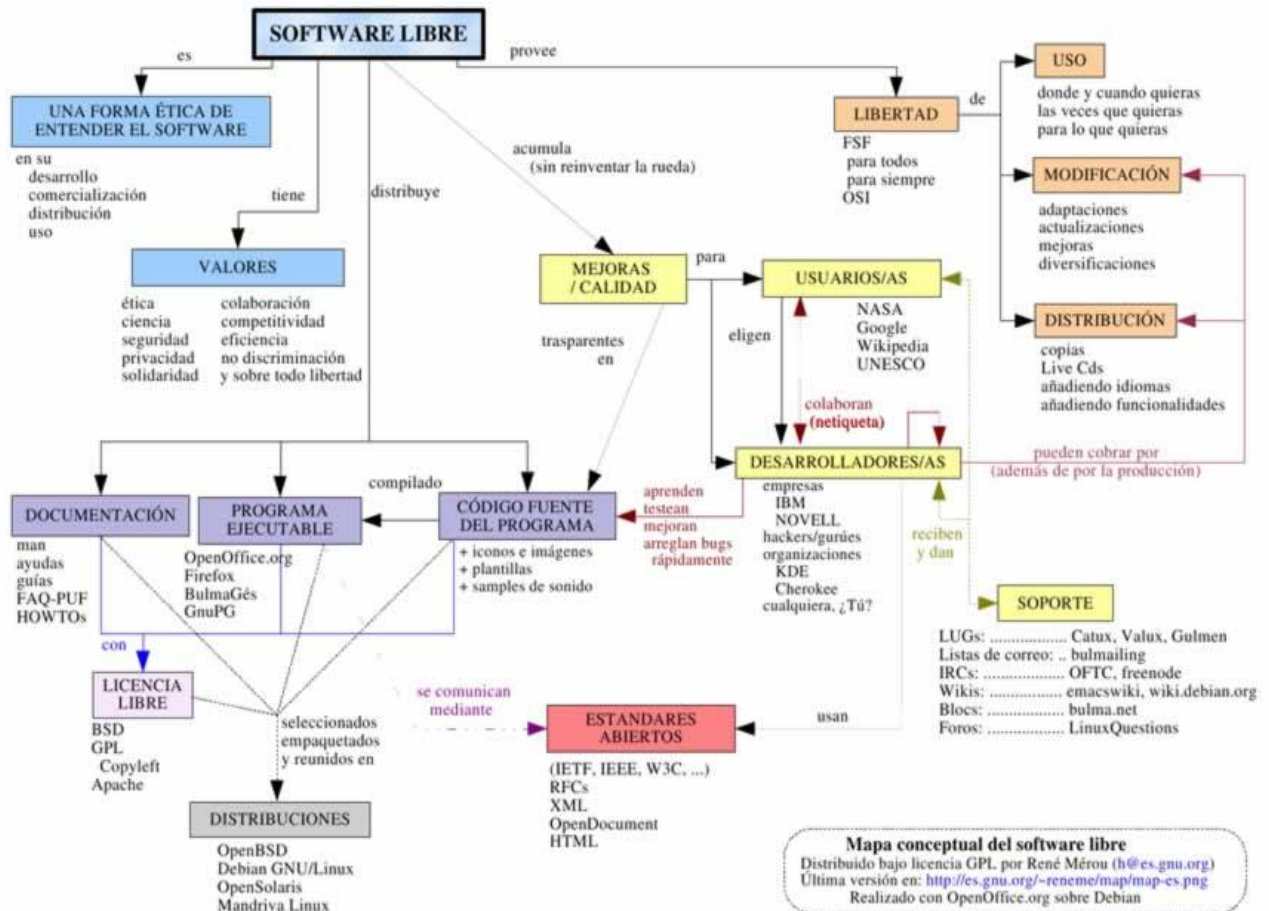 SOFTWARE LIBRE
es
provee
UNA FORMA ÉTICA DE
ENTENDER EL SOFTWARE
en su
desarrollo
comercialización
distribución
uso
tiene
distribuye
acumula
(sin reinventar la rueda)
LIBERTAD
de
FSF
para todos
para siempre
OSI
USO
donde y cuando quieras
las veces que quieras
para lo que quieras
MODIFICACIÓN
adaptaciones
actualizaciones
mejoras
diversificaciones
DISTRIBUCIÓN
copias
Live Cds
añadiendo idiomas
añadiendo funcionalidades
VALORES
ética
ciencia
seguridad
privacidad
solidaridad
colaboración
competitividad
eficiencia
no discriminación
y sobre todo libertad
MEJORAS
/ CALIDAD
para
trasparentes
en
USUARIOS/AS
NASA
Google
Wikipedia
UNESCO
eligen
colaboran
(netiqueta)
DESARROLLADORES/AS
empresas
IBM
NOVELL
hackers/gurúes
organizaciones
KDE
Cherokee
cualquiera, ¿Tú?
pueden cobrar por
(además de por la producción)
reciben
y dan
aprenden
testean
mejoran
arreglan bugs
rápidamente
DOCUMENTACIÓN
man
ayudas
guías
FAQ-PUF
HOWTOs
PROGRAMA
EJECUTABLE
OpenOffice.org
Firefox
BulmaGés
GnuPG
compilado
CÓDIGO FUENTE
DEL PROGRAMA
+ iconos e imágenes
+ plantillas
+ samples de sonido
SOPORTE
LUGs: .................. Catux, Valux, Gulmen
Listas de correo: .. bulmailing
IRCs: .................. OFTC, freenode
Wikis: .................. emacswiki, wiki.debian.org
Blocs: .................. bulma.net
Foros: .................. LinuxQuestions
con
LICENCIA
LIBRE
BSD
GPL
Copyleft
Apache
seleccionados
empaquetados
y reunidos en
se comunican
mediante
ESTANDARES
ABIERTOS
(IETF, IEEE, W3C, ...)
RFCs
XML
OpenDocument
HTML
usan
DISTRIBUCIONES
OpenBSD
Debian GNU/Linux
OpenSolaris
Mandriva Linux
Mapa conceptual del software libre
Distribuido bajo licencia GPL por René Mérou (h@es.gnu.org)
Última versión en: http://es.gnu.org/~reneme/map/map-es.png
Realizado con OpenOffice.org sobre Debian